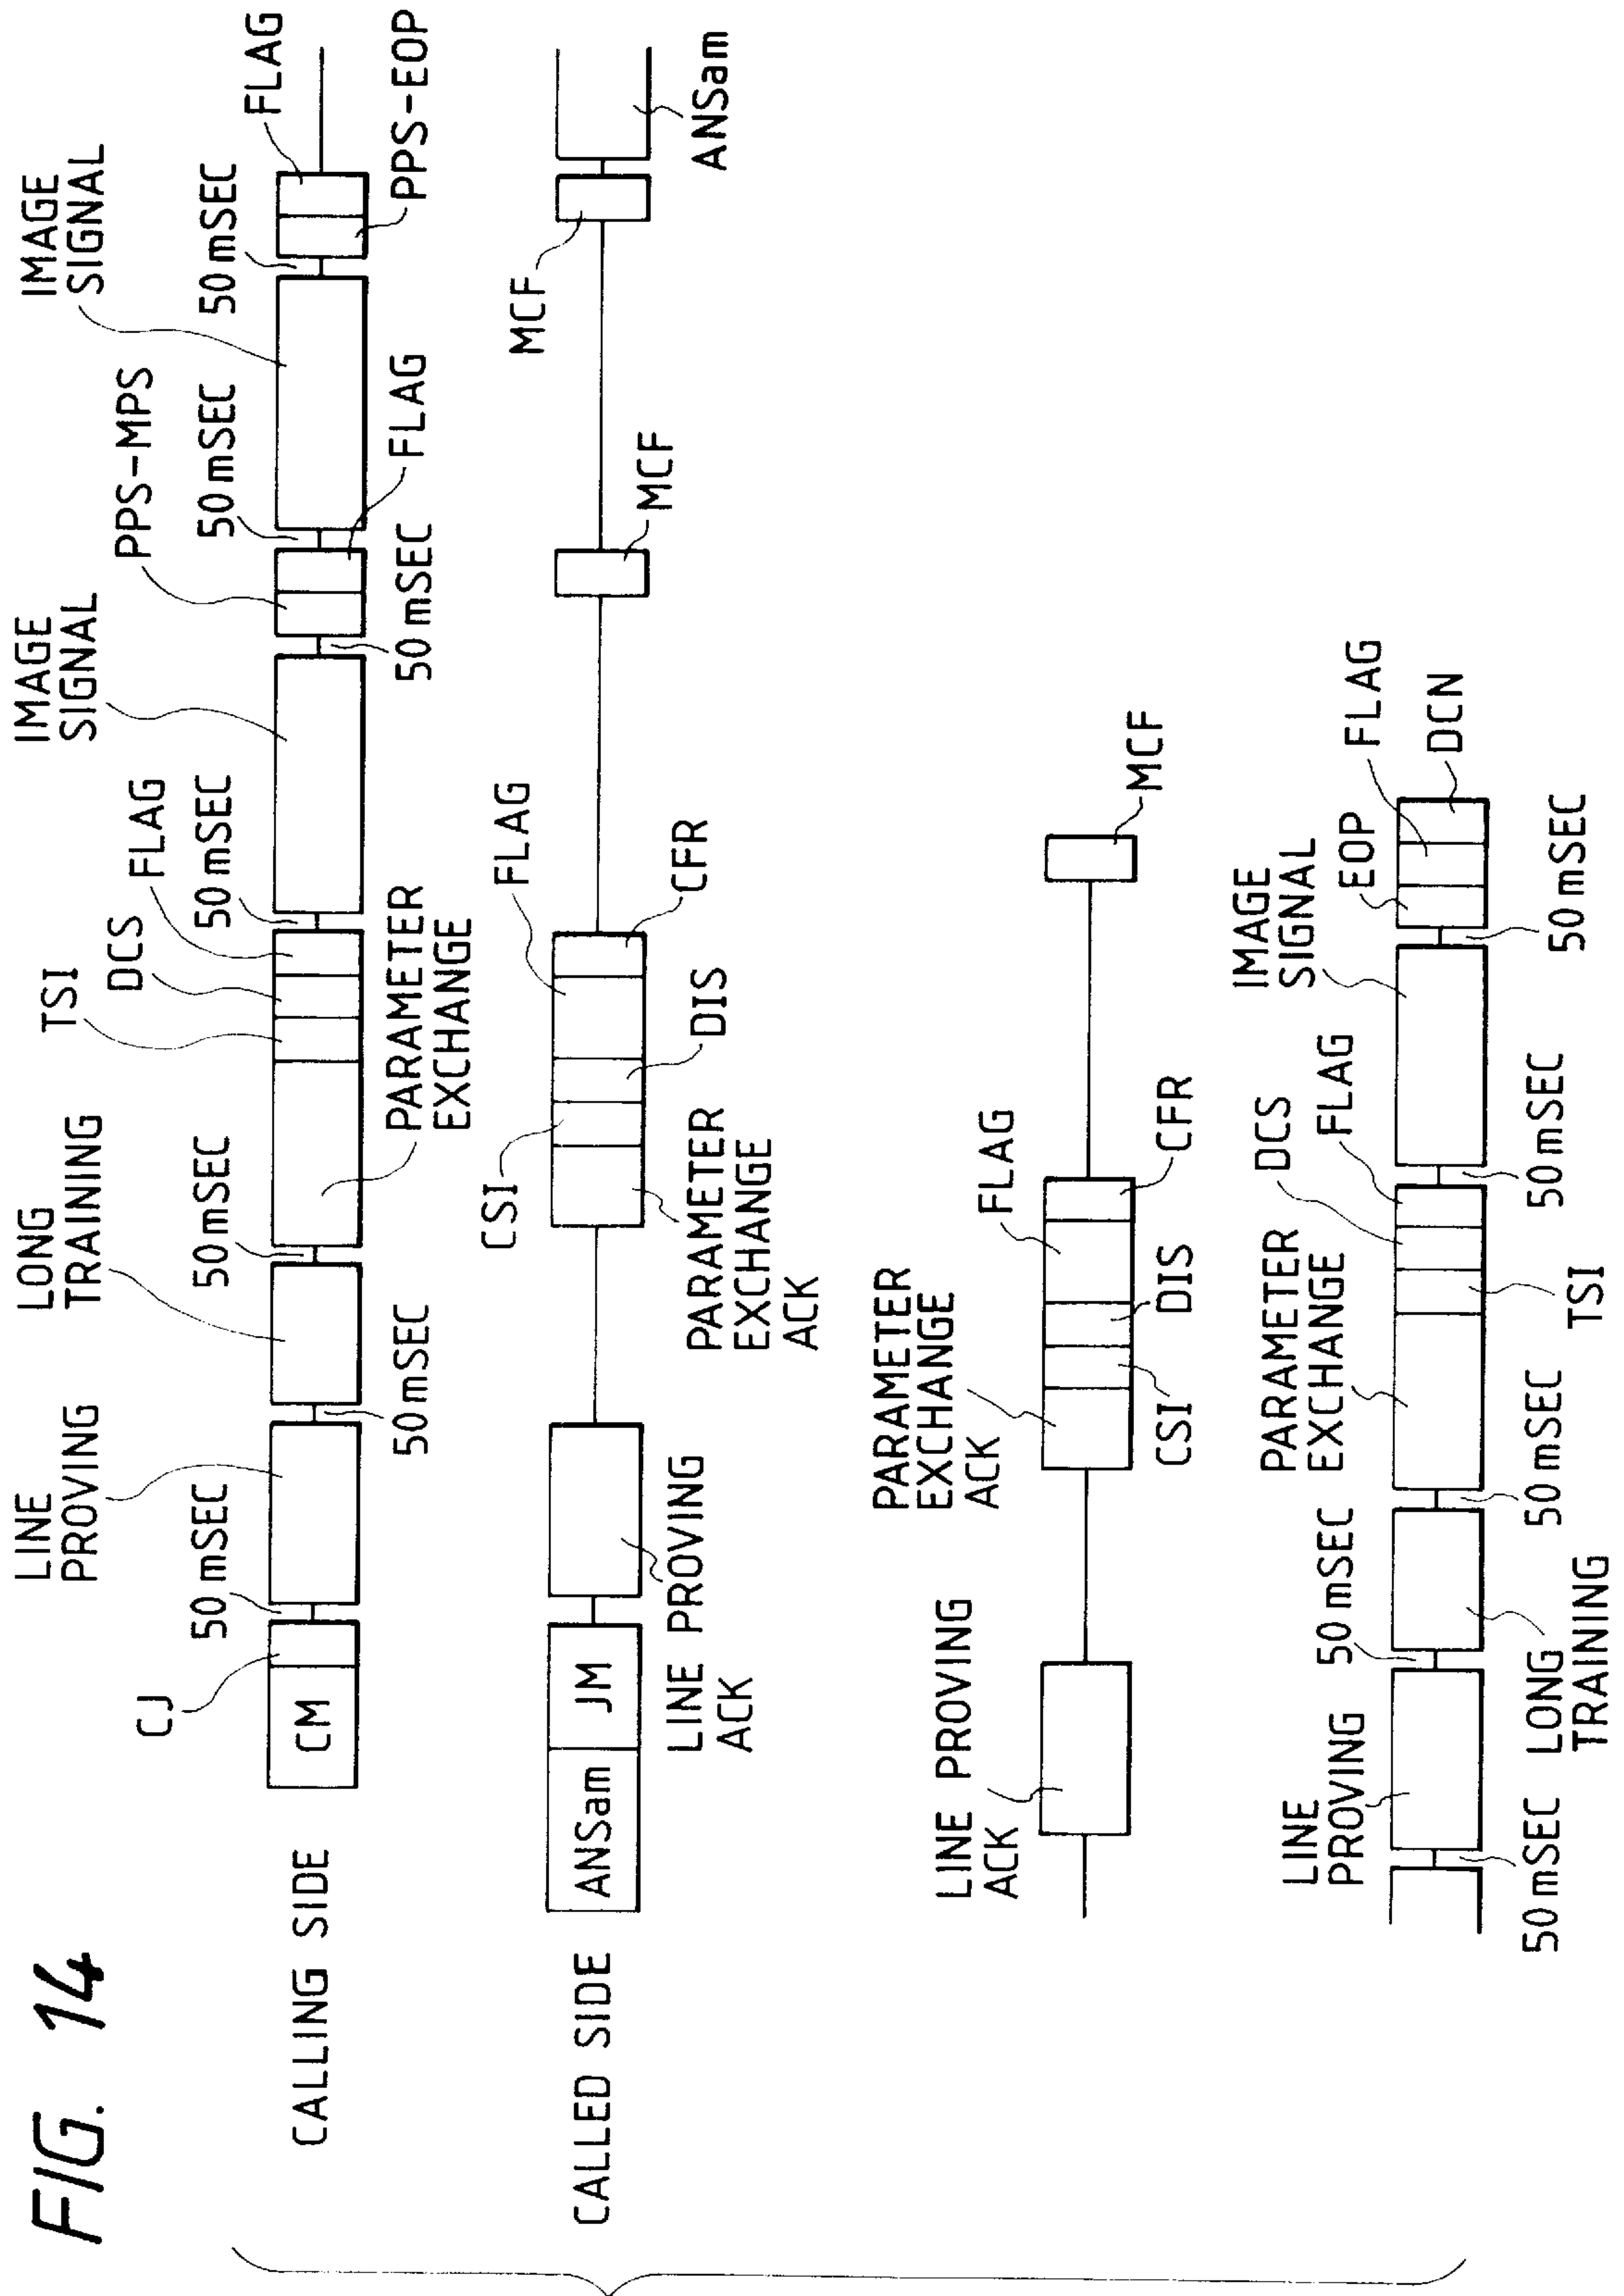 FIG. 14
CALLING SIDE
CJ
CM
50 mSEC
LINE
PROVING
50 mSEC
LONG
TRAINING
50 mSEC
PARAMETER
EXCHANGE
TSI
DCS
FLAG
50 mSEC
IMAGE
SIGNAL
50 mSEC
PPS-MPS
FLAG
50 mSEC
IMAGE
SIGNAL
50 mSEC
FLAG
PPS-EOP
CALLED SIDE
ANSam
JM
LINE PROVING
ACK
PARAMETER
EXCHANGE
ACK
CSI
DIS
FLAG
CFR
MCF
MCF
ANSam
LINE PROVING
ACK
PARAMETER
EXCHANGE
ACK
CSI
DIS
FLAG
CFR
MCF
50 mSEC
LINE
PROVING
50 mSEC
LONG
TRAINING
50 mSEC
PARAMETER
EXCHANGE
TSI
DCS
FLAG
50 mSEC
IMAGE
SIGNAL
50 mSEC
EOP
FLAG
DCN